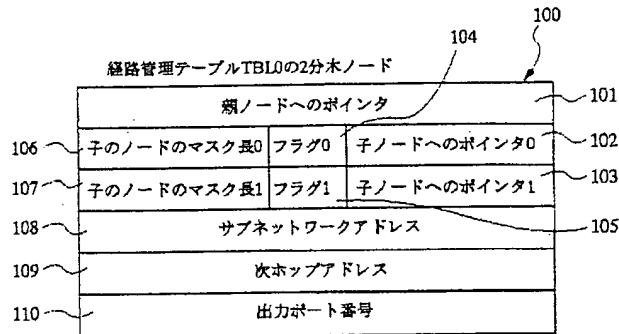 100
104
経路管理テーブルTBL0の2分木ノード
親ノードへのポインタ 101
106 子のノードのマスク長0 フラグ0 子ノードへのポインタ0 102
107 子のノードのマスク長1 フラグ1 子ノードへのポインタ1 103
108 サブネットワークアドレス 105
109 次ホップアドレス
110 出力ポート番号